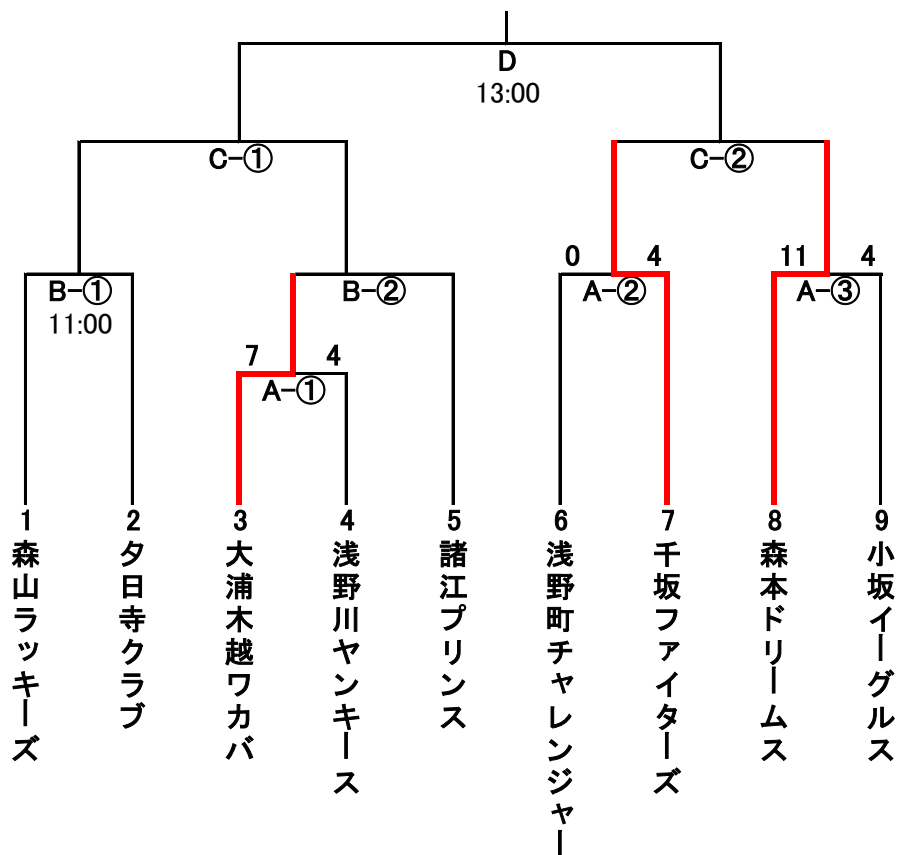 D
13:00
C-①
C-②
0
4
11
4
B-①
11:00
B-②
A-②
A-③
7
4
A-①
1
森山ラッキーズ
2
夕日寺クラブ
3
大浦木越ワカバ
4
浅野川ヤンキース
5
諸江プリンス
6
浅野町チャレンジャー
7
千坂ファイターズ
8
森本ドリームス
9
小坂イーグルス